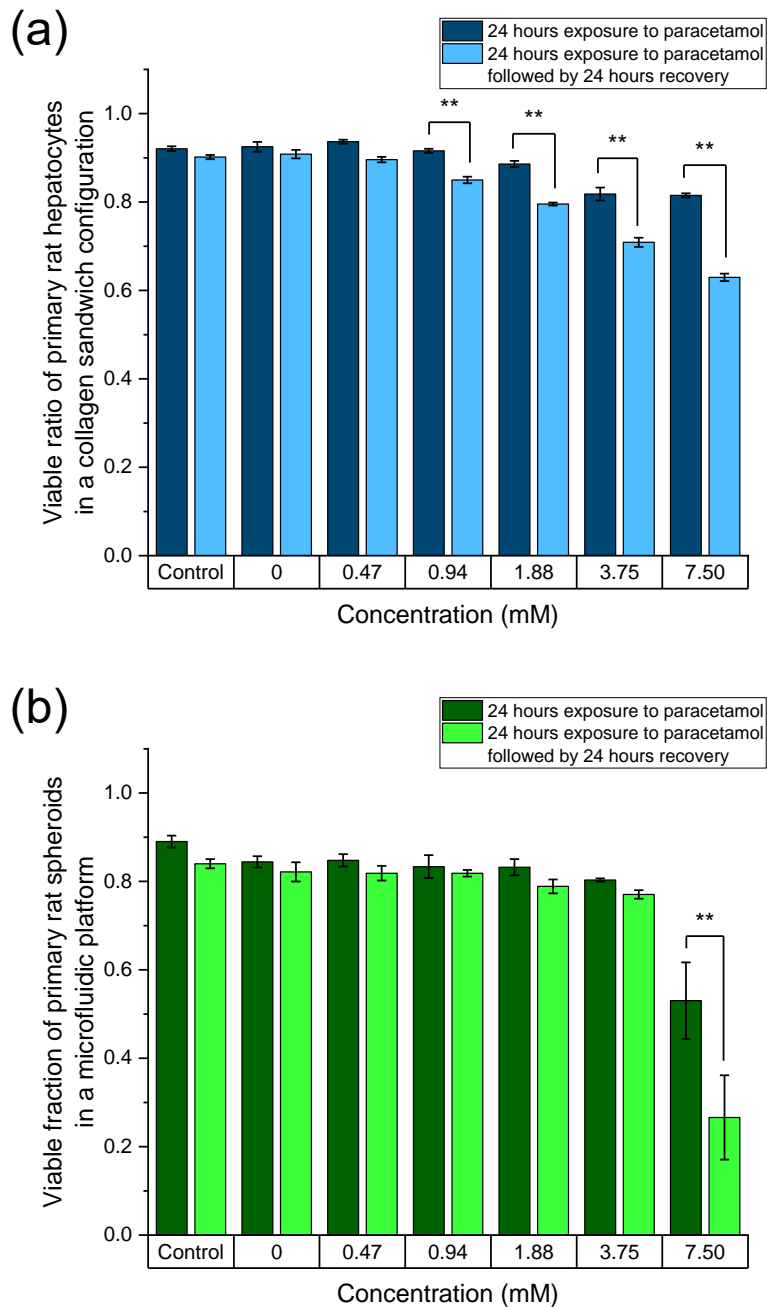 (a)
24 hours exposure to paracetamol
24 hours exposure to paracetamol
followed by 24 hours recovery
Viable ratio of primary rat hepatocytes
in a collagen sandwich configuration
1.0
0.8
0.6
0.4
0.2
0.0
** ** ** **
Control 0 0.47 0.94 1.88 3.75 7.50
Concentration (mM)
(b)
24 hours exposure to paracetamol
24 hours exposure to paracetamol
followed by 24 hours recovery
Viable fraction of primary rat spheroids
in a microfluidic platform
1.0
0.8
0.6
0.4
0.2
0.0
**
Control 0 0.47 0.94 1.88 3.75 7.50
Concentration (mM)